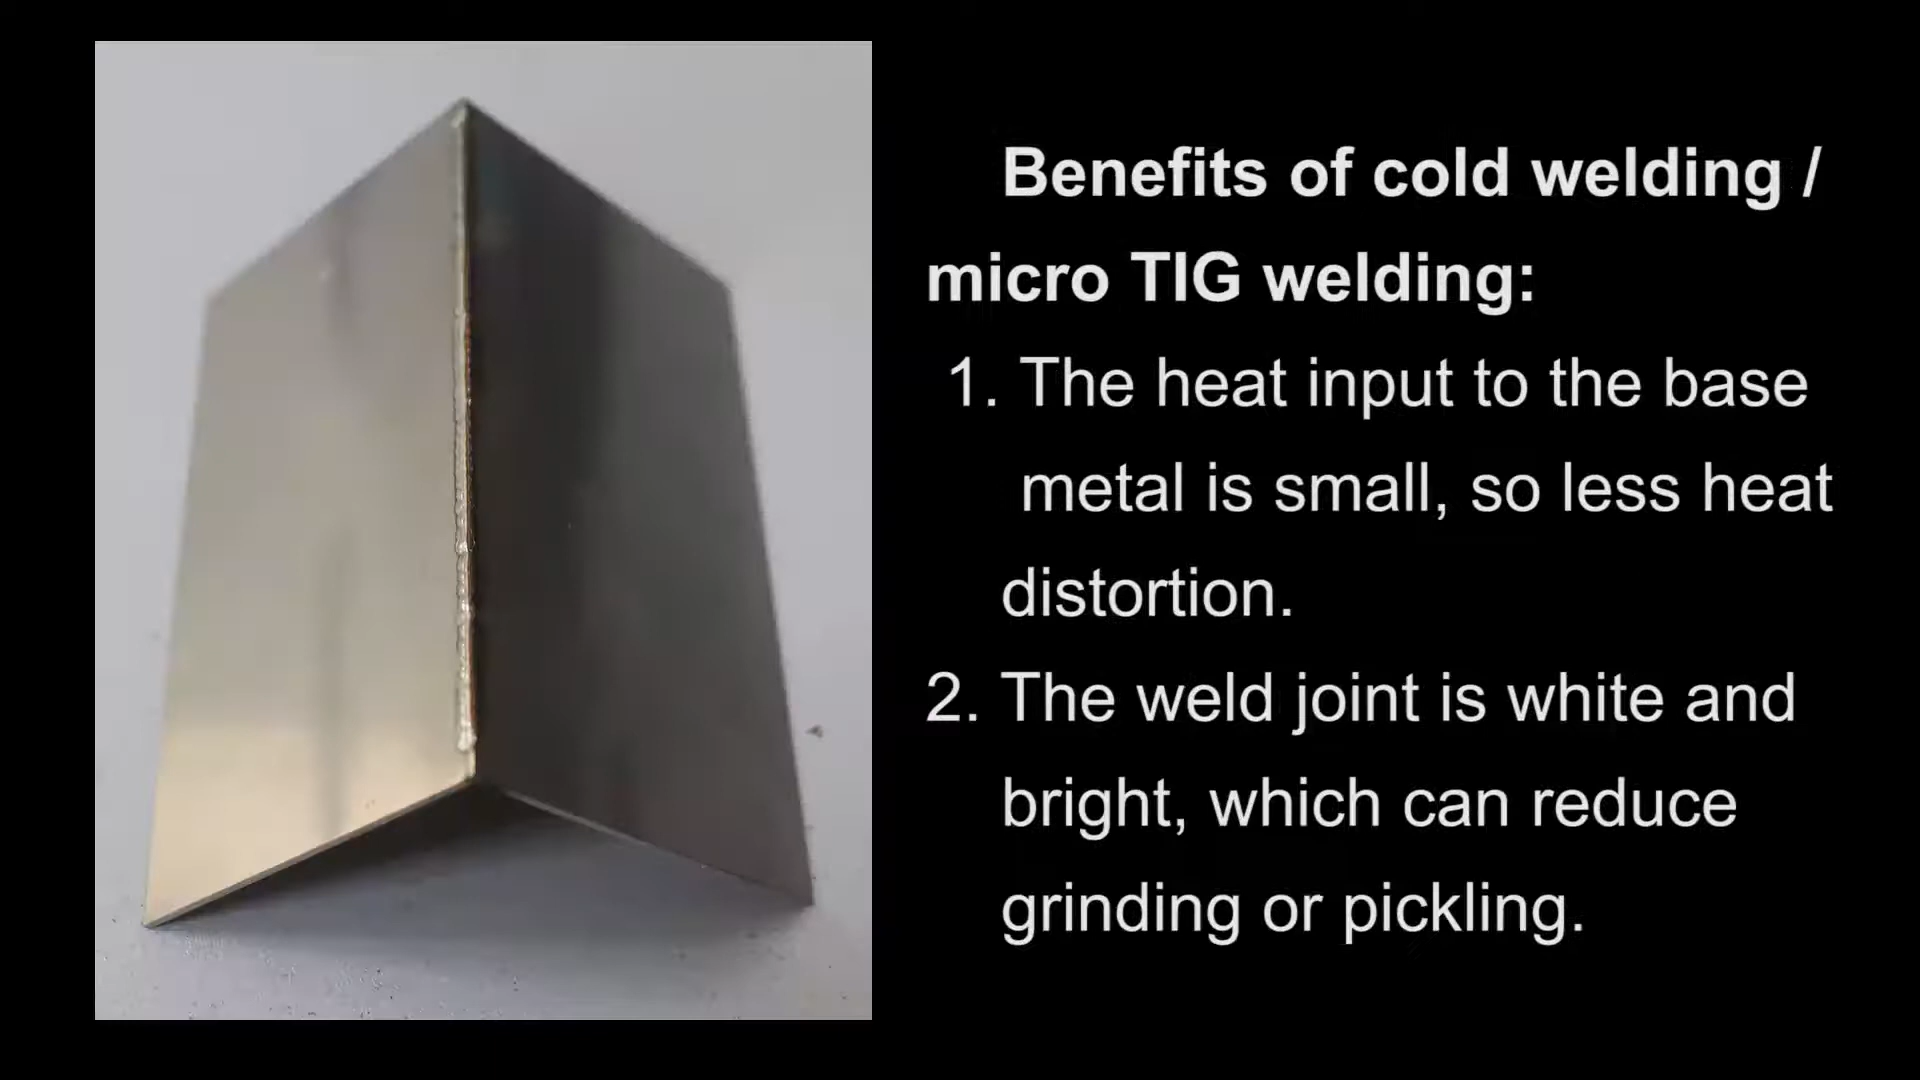 Benefits of cold welding /
micro TIG welding:
1. The heat input to the base
metal is small, so less heat
distortion.
2. The weld joint is white and
bright, which can reduce
grinding or pickling.